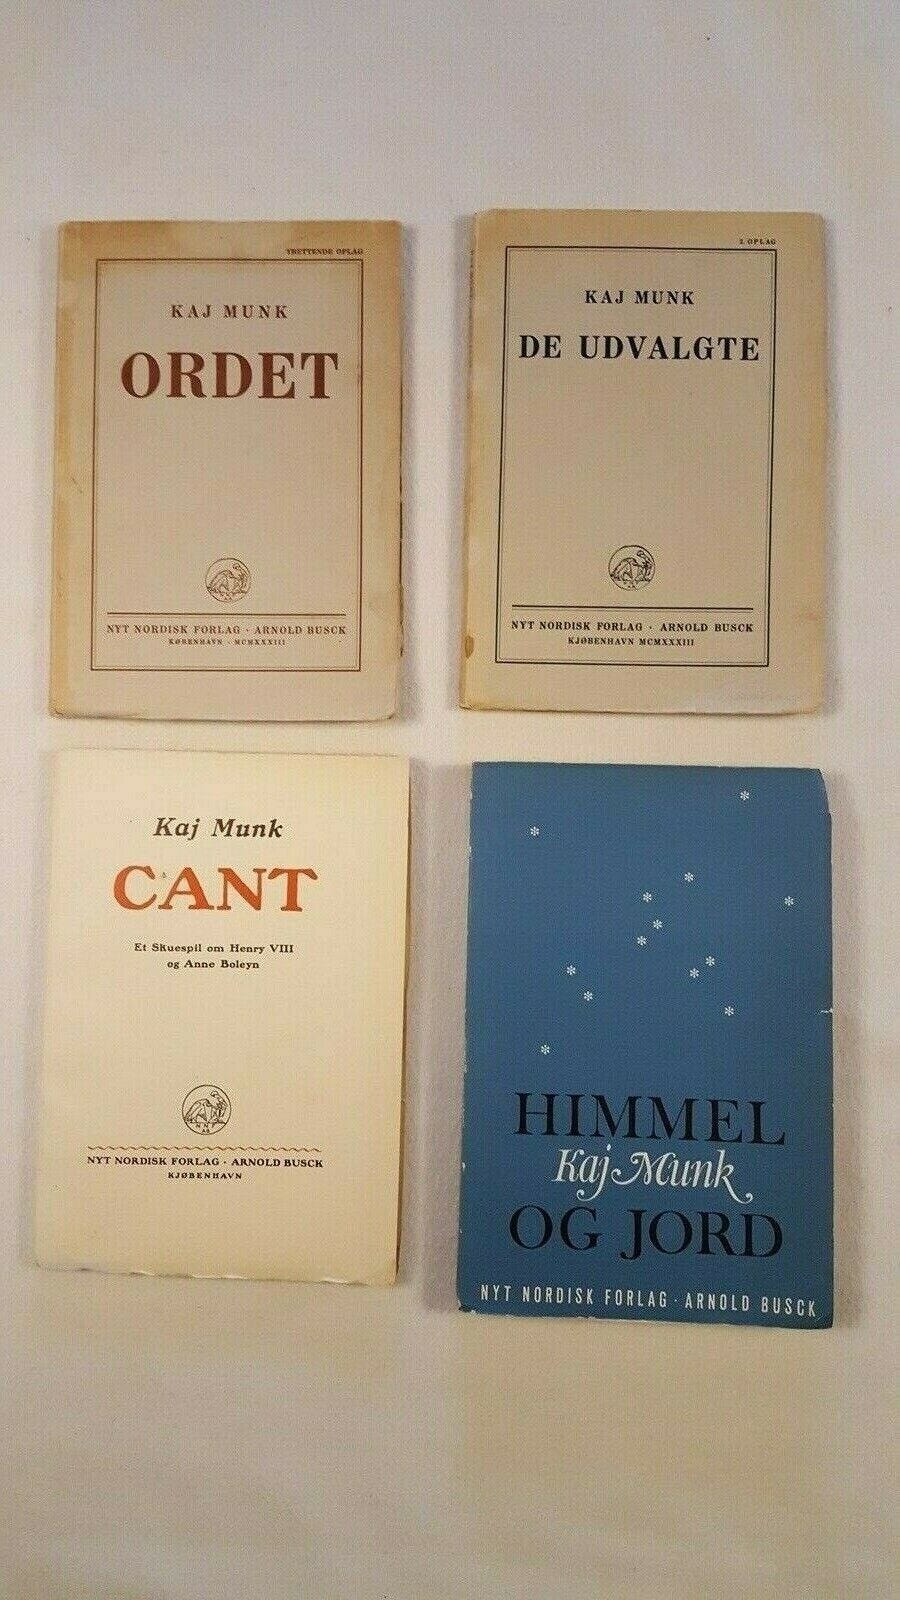 TRETTENDE OPLAG
KAJ MUNK
ORDET
NYT NORDISK FORLAG · ARNOLD BUSCK
KØBENHAVN · MCMXXXIII
2. OPLAG
KAJ MUNK
DE UDVALGTE
NYT NORDISK FORLAG · ARNOLD BUSCK
KJØBENHAVN MCMXXXIII
Kaj Munk
CANT
Et Skuespil om Henry VIII
og Anne Boleyn
NNF
AB
NYT NORDISK FORLAG · ARNOLD BUSCK
KJØBENHAVN
HIMMEL
Kaj Munk
OG JORD
NYT NORDISK FORLAG · ARNOLD BUSCK